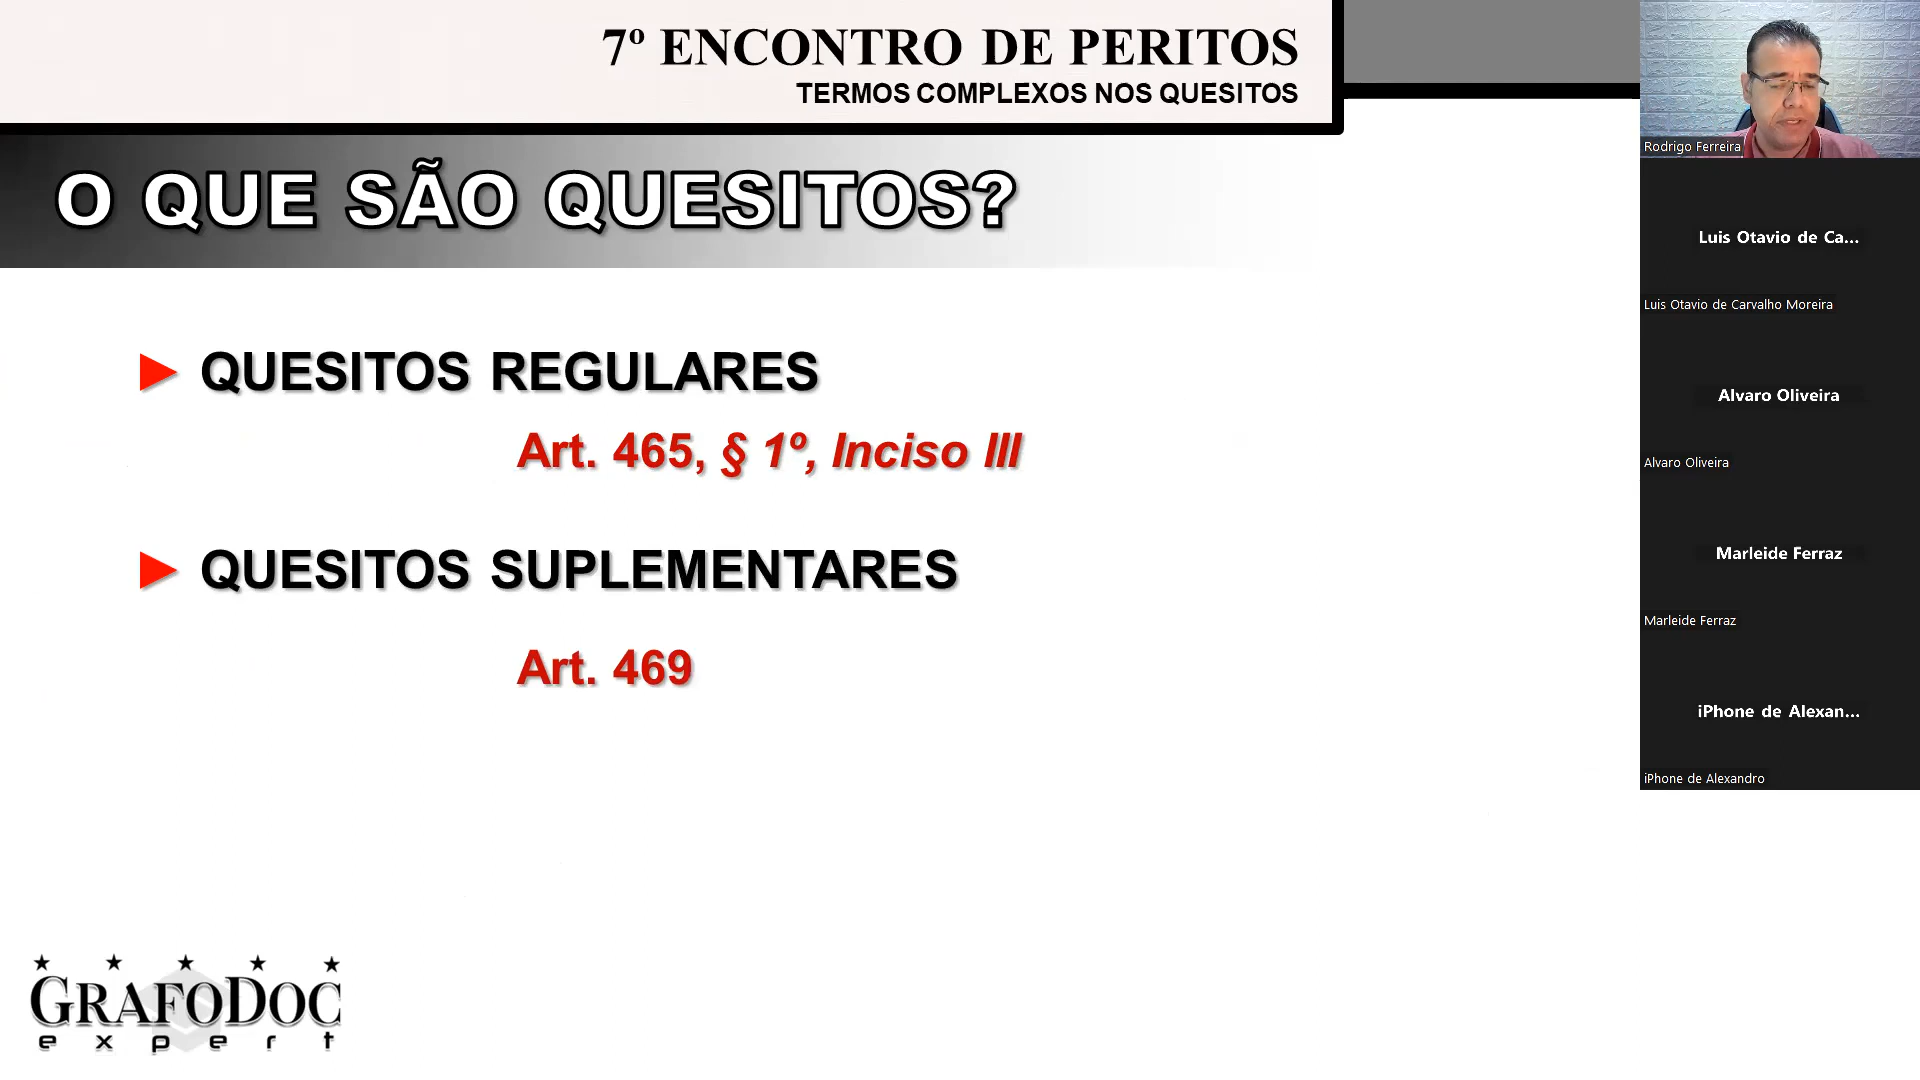 7º ENCONTRO DE PERITOS
TERMOS COMPLEXOS NOS QUESITOS
O QUE SÃO QUESITOS?
► QUESITOS REGULARES
Art. 465, § 1º, Inciso III
► QUESITOS SUPLEMENTARES
Art. 469
GRAFODOC
expert
Rodrigo Ferreira
Luis Otavio de Ca...
Luis Otavio de Carvalho Moreira
Alvaro Oliveira
Alvaro Oliveira
Marleide Ferraz
Marleide Ferraz
iPhone de Alexan...
iPhone de Alexandro